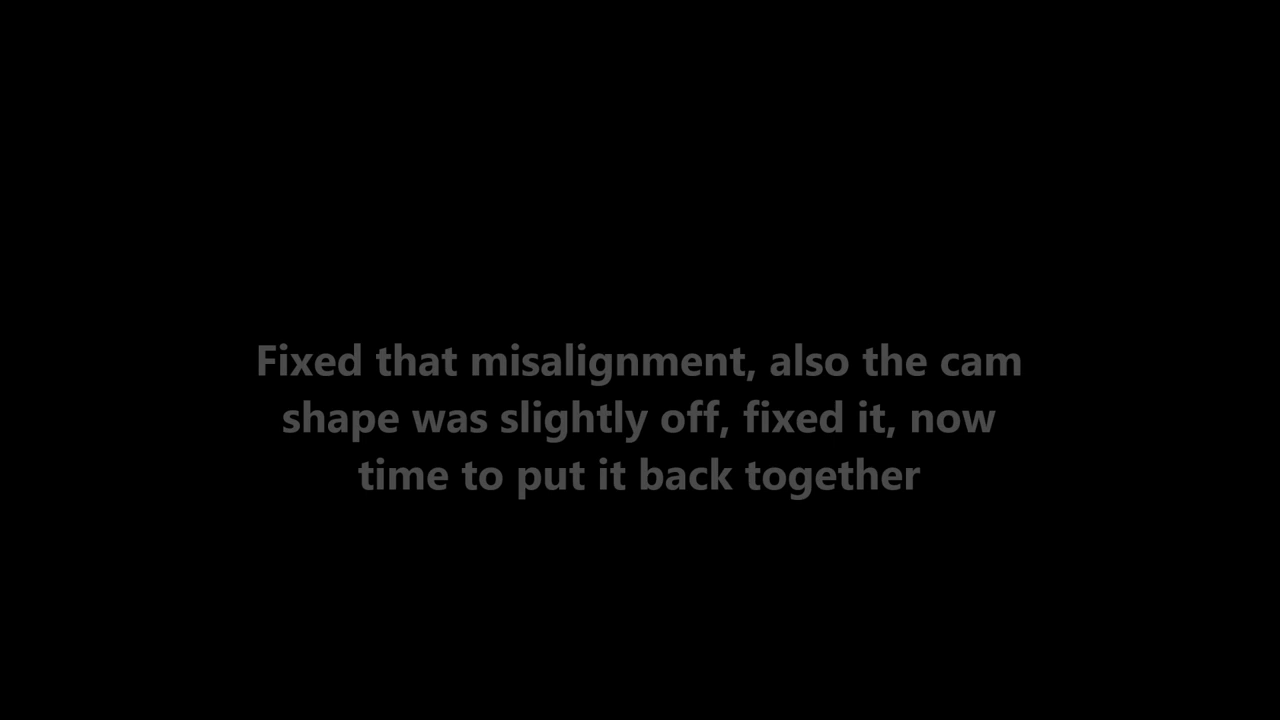 Fixed that misalignment, also the cam
shape was slightly off, fixed it, now
time to put it back together